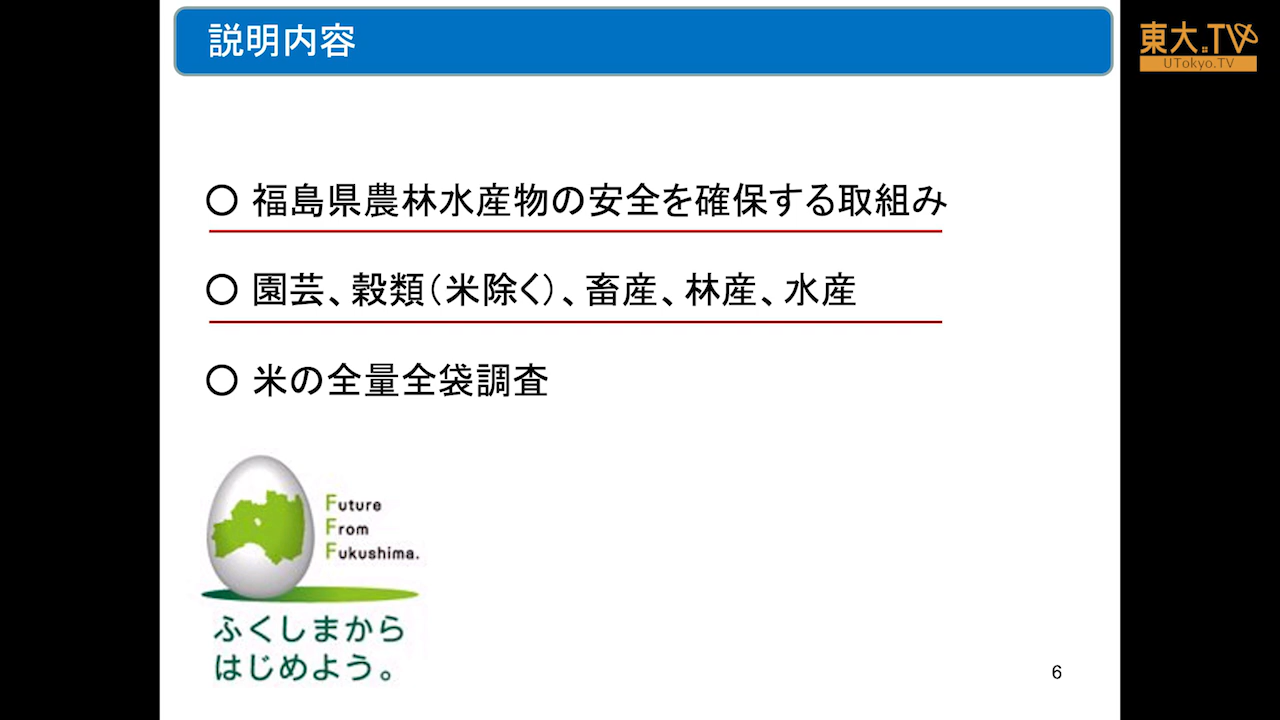 説明内容
東大.TV
UTokyo.TV
〇 福島県農林水産物の安全を確保する取組み
〇 園芸、穀類（米除く）、畜産、林産、水産
〇 米の全量全袋調査
Future
From
Fukushima.
ふくしまから
はじめよう。
6